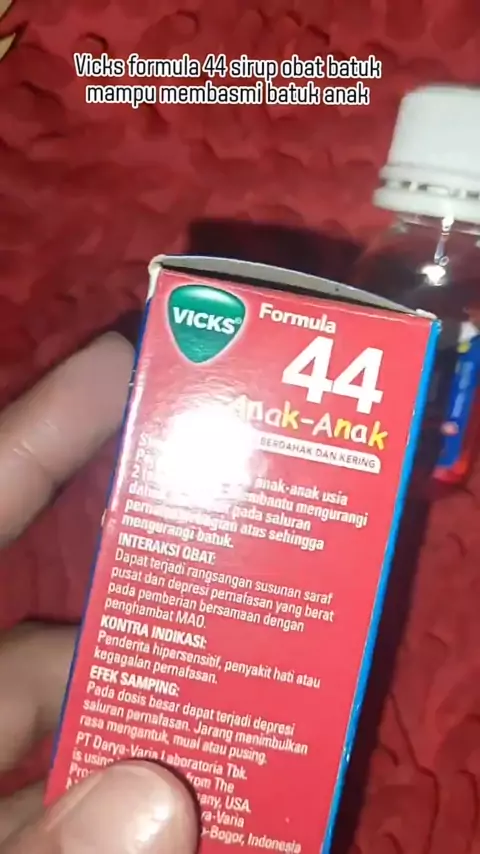 Vicks formula 44 sirup obat batuk
mampu membasmi batuk anak
VICKS
Formula
44
Anak-Anak
BERDAHAK DAN KERING
anak-anak usia
membantu mengurangi
pada saluran
bagian atas sehingga
mengurangi batuk.
INTERAKSI OBAT:
Dapat terjadi rangsangan susunan saraf
pusat dan depresi pernafasan yang berat
pada pemberian bersamaan dengan
penghambat MAO.
KONTRA INDIKASI:
Penderita hipersensitif, penyakit hati atau
kegagalan pernafasan.
EFEK SAMPING:
Pada dosis besar dapat terjadi depresi
saluran pernafasan. Jarang menimbulkan
rasa mengantuk, mual atau pusing.
PT Darya-Varia Laboratoria Tbk.
is using from The
USA.
-Varia
-Bogor, Indonesia